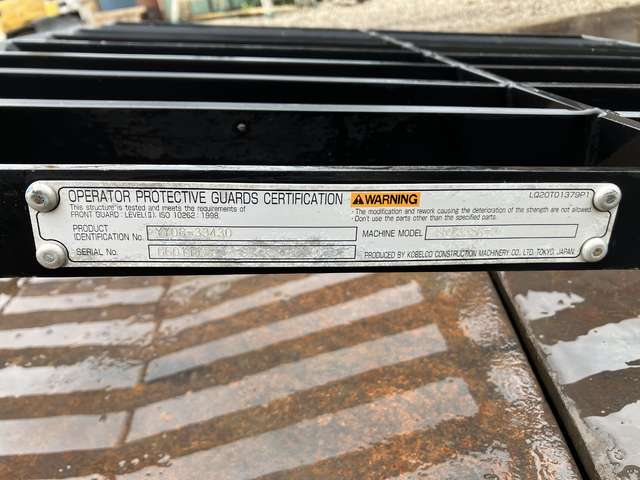 OPERATOR PROTECTIVE GUARDS CERTIFICATION
This structure is tested and meets the requirements of
FRONT GUARD : LEVEL(Ⅱ), ISO 10262 : 1998.
PRODUCT
IDENTIFICATION No. YY06-33430
SERIAL No.
WARNING LQ20T01379P1
· The modification and rework causing the deterioration of the strength are not allowed.
· Don't use the parts other than the specified parts.
MACHINE MODEL
PRODUCED BY KOBELCO CONSTRUCTION MACHINERY CO., LTD. TOKYO, JAPAN.